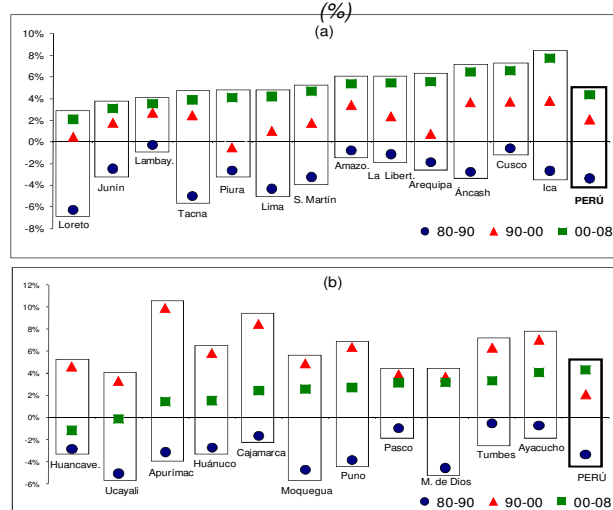 (%)
(a)
10%
8%
6%
4%
2%
0%
-2%
-4%
-6%
-8%
Loreto
Junín
Lambay.
Tacna
Piura
Lima
S. Martín
Amazo.
La Libert.
Arequipa
Áncash
Cusco
Ica
PERÚ
80-90
90-00
00-08
(b)
12%
10%
8%
6%
4%
2%
0%
-2%
-4%
-6%
Huancave.
Ucayali
Apurímac
Huánuco
Cajamarca
Moquegua
Puno
Pasco
M. de Dios
Tumbes
Ayacucho
PERÚ
80-90
90-00
00-08